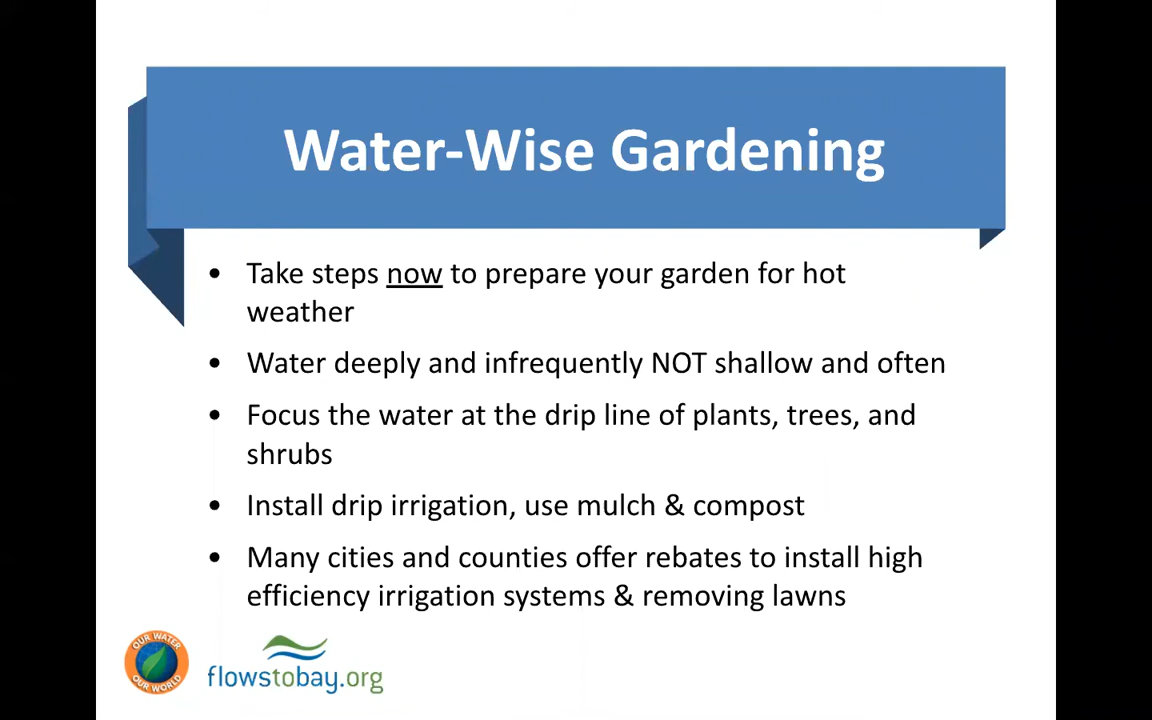 Water-Wise Gardening
• Take steps now to prepare your garden for hot
weather
• Water deeply and infrequently NOT shallow and often
• Focus the water at the drip line of plants, trees, and
shrubs
• Install drip irrigation, use mulch & compost
• Many cities and counties offer rebates to install high
efficiency irrigation systems & removing lawns
OUR WATER
OUR WORLD
flowstobay.org